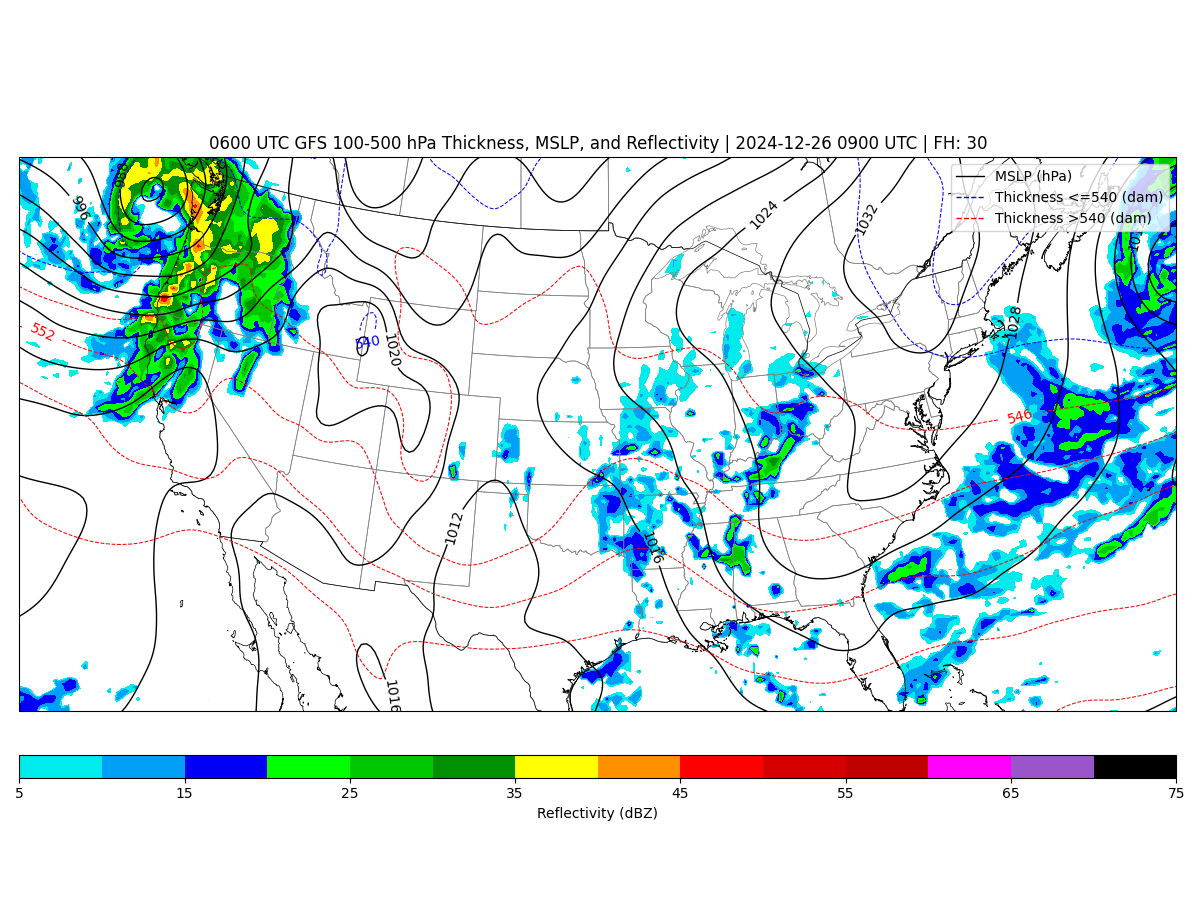 0600 UTC GFS 100-500 hPa Thickness, MSLP, and Reflectivity | 2024-12-26 0900 UTC | FH: 30
MSLP (hPa)
Thickness <=540 (dam)
Thickness >540 (dam)
996
1024
1032
552
540
1020
1028
546
1012
1016
1016
5 15 25 35 45 55 65 75
Reflectivity (dBZ)